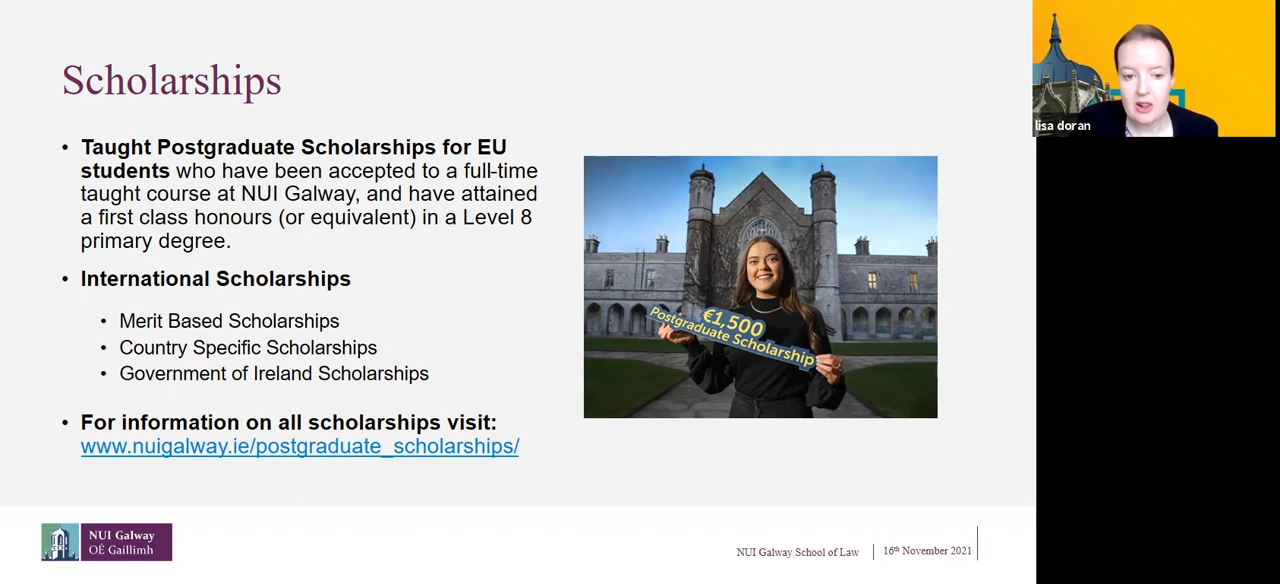 Scholarships
• Taught Postgraduate Scholarships for EU
students who have been accepted to a full-time
taught course at NUI Galway, and have attained
a first class honours (or equivalent) in a Level 8
primary degree.
• International Scholarships
• Merit Based Scholarships
• Country Specific Scholarships
• Government of Ireland Scholarships
• For information on all scholarships visit:
www.nuigalway.ie/postgraduate_scholarships/
€1,500
Postgraduate Scholarship
lisa doran
NUI Galway
OÉ Gaillimh
NUI Galway School of Law
16th November 2021